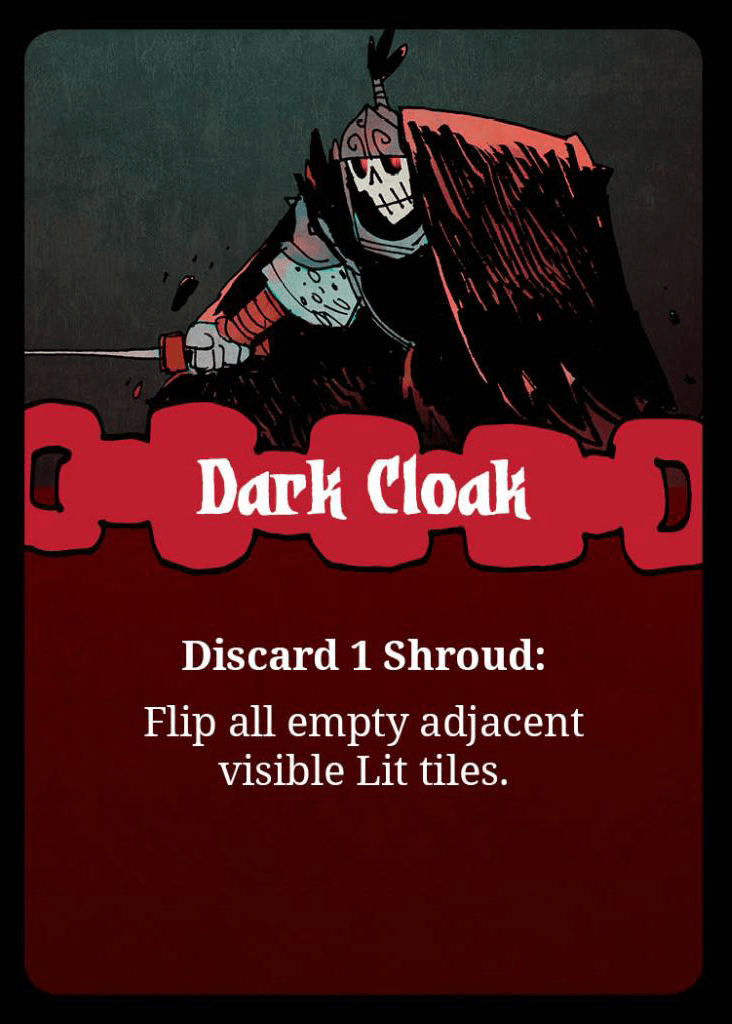 Dark Cloak
Discard 1 Shroud:
Flip all empty adjacent
visible Lit tiles.